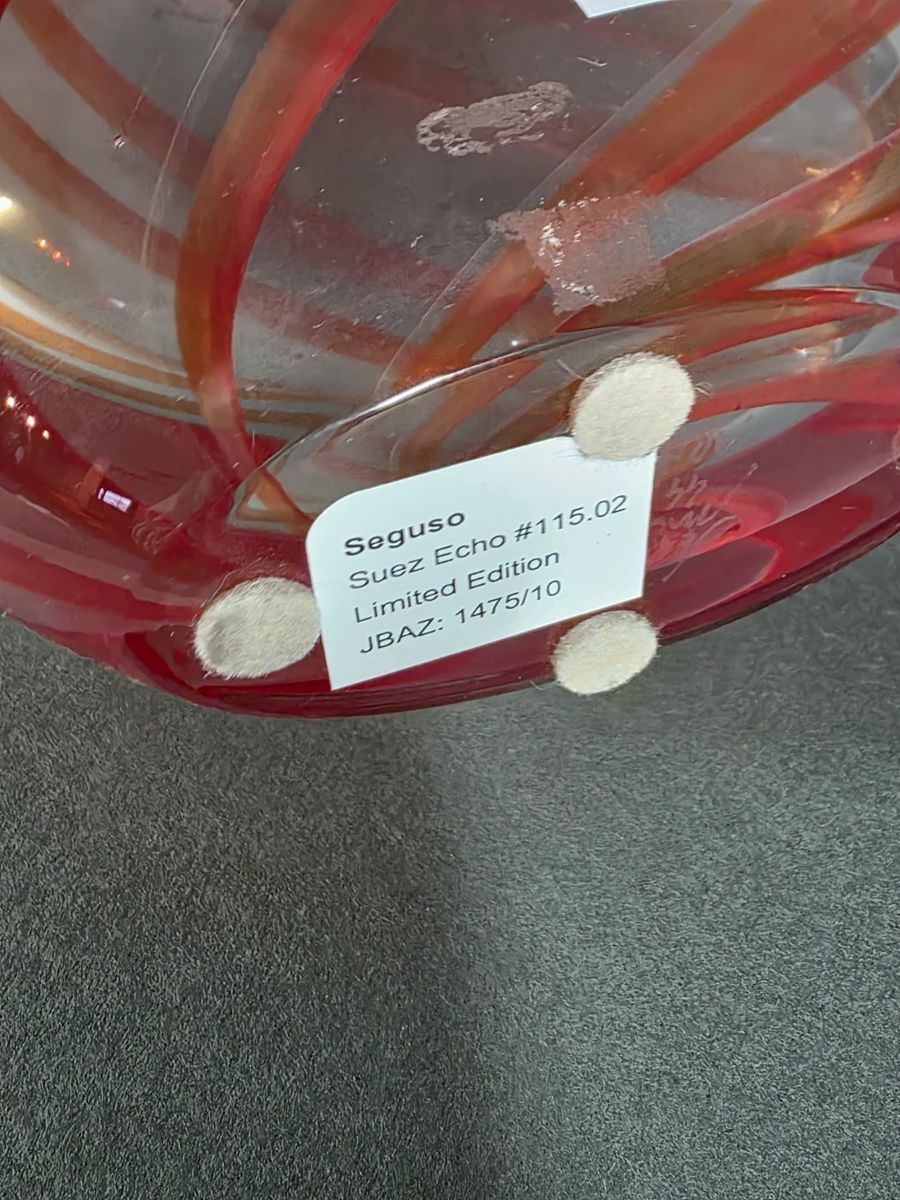 Seguso
Suez Echo #115.02
Limited Edition
JBAZ: 1475/10